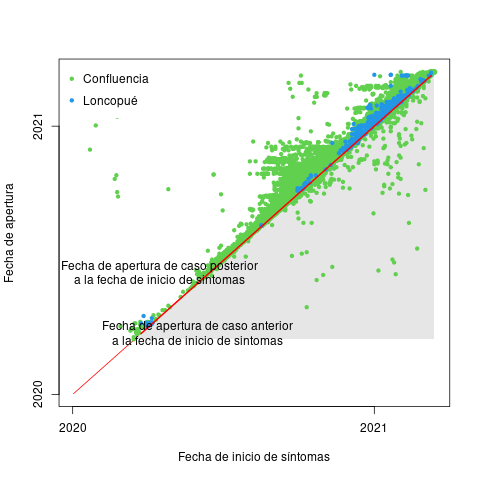 Confluencia
Loncopué
2021
Fecha de apertura
Fecha de apertura de caso posterior
a la fecha de inicio de síntomas
Fecha de apertura de caso anterior
a la fecha de inicio de síntomas
2020
2020
2021
Fecha de inicio de síntomas